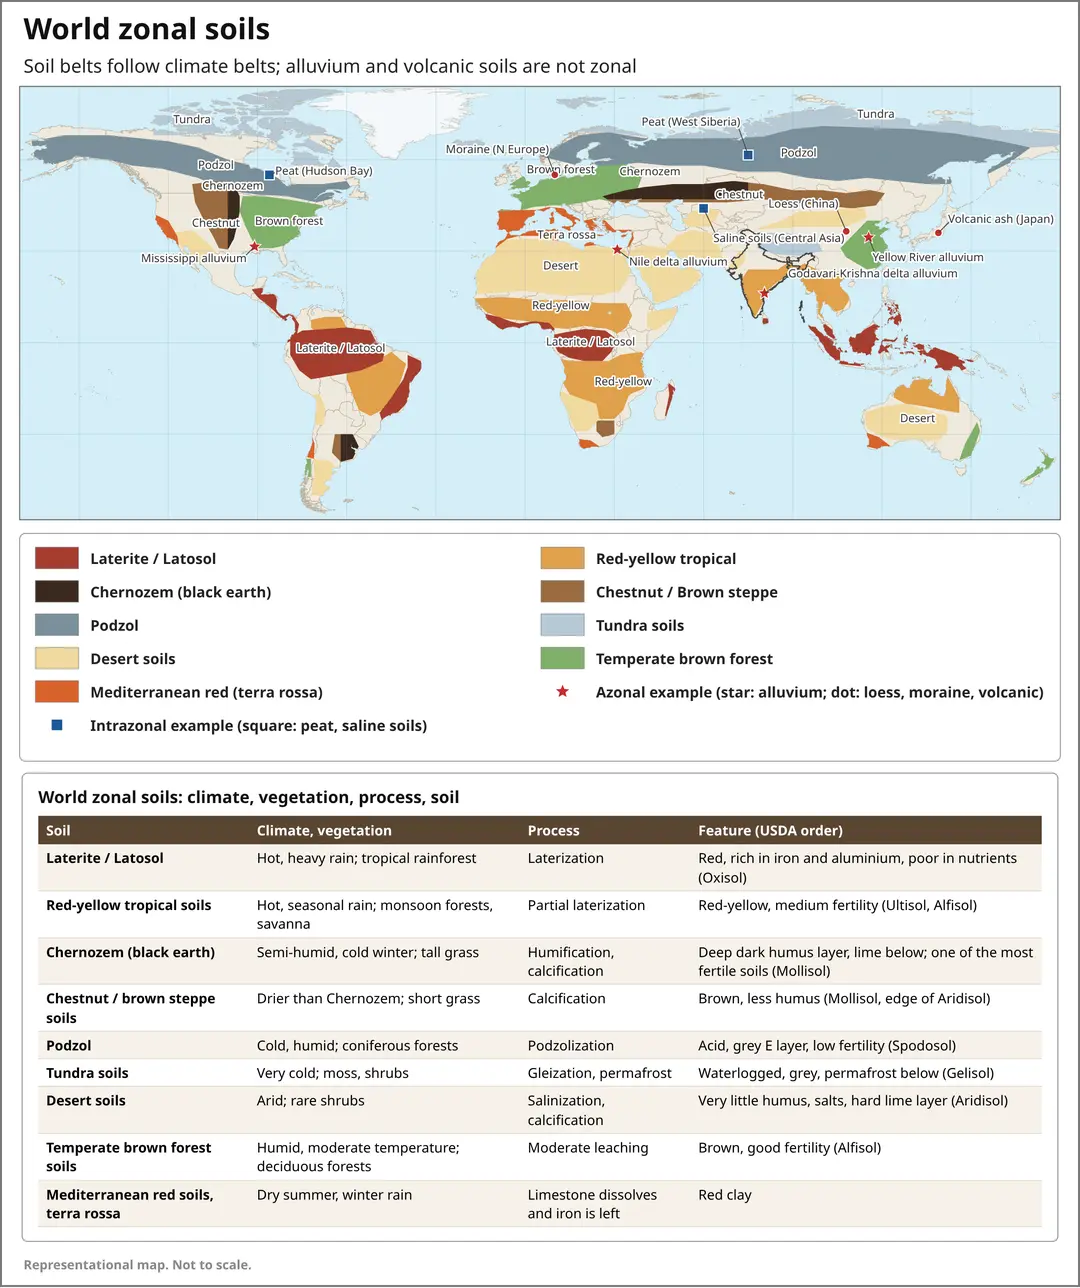 World zonal soils
Soil belts follow climate belts; alluvium and volcanic soils are not zonal
Tundra
Tundra
Peat (West Siberia)
Moraine (N Europe)
Podzol
Podzol
Peat (Hudson Bay)
Brown forest
Chernozem
Chernozem
Chestnut
Loess (China)
Chestnut
Brown forest
Volcanic ash (Japan)
Terra rossa
Saline soils (Central Asia)
Mississippi alluvium
Nile delta alluvium
Yellow River alluvium
Desert
Godavari-Krishna delta alluvium
Red-yellow
Laterite / Latosol
Laterite / Latosol
Red-yellow
Desert
Laterite / Latosol
Red-yellow tropical
Chernozem (black earth)
Chestnut / Brown steppe
Podzol
Tundra soils
Desert soils
Temperate brown forest
Mediterranean red (terra rossa)
Azonal example (star: alluvium; dot: loess, moraine, volcanic)
Intrazonal example (square: peat, saline soils)
World zonal soils: climate, vegetation, process, soil
Soil Climate, vegetation Process Feature (USDA order)
Laterite / Latosol Hot, heavy rain; tropical rainforest Laterization Red, rich in iron and aluminium, poor in nutrients
(Oxisol)
Red-yellow tropical soils Hot, seasonal rain; monsoon forests, Partial laterization Red-yellow, medium fertility (Ultisol, Alfisol)
savanna
Chernozem (black earth) Semi-humid, cold winter; tall grass Humification, Deep dark humus layer, lime below; one of the most
calcification fertile soils (Mollisol)
Chestnut / brown steppe Drier than Chernozem; short grass Calcification Brown, less humus (Mollisol, edge of Aridisol)
soils
Podzol Cold, humid; coniferous forests Podzolization Acid, grey E layer, low fertility (Spodosol)
Tundra soils Very cold; moss, shrubs Gleization, permafrost Waterlogged, grey, permafrost below (Gelisol)
Desert soils Arid; rare shrubs Salinization, Very little humus, salts, hard lime layer (Aridisol)
calcification
Temperate brown forest Humid, moderate temperature; Moderate leaching Brown, good fertility (Alfisol)
soils deciduous forests
Mediterranean red soils, Dry summer, winter rain Limestone dissolves Red clay
terra rossa and iron is left
Representational map. Not to scale.